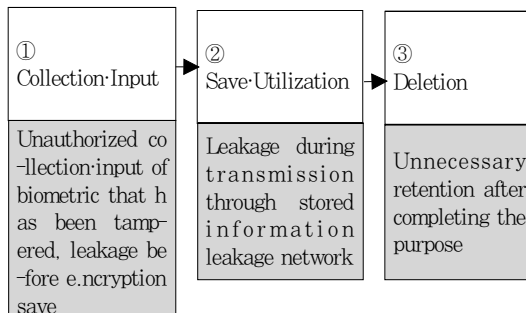 ①
Collection·Input
Unauthorized co
-llection·input of
biometric that h
as been tamp-
ered, leakage be
-fore e.ncryption
save
②
Save·Utilization
Leakage during
transmission
through stored
information
leakage network
③
Deletion
Unnecessary
retention after
completing the
purpose